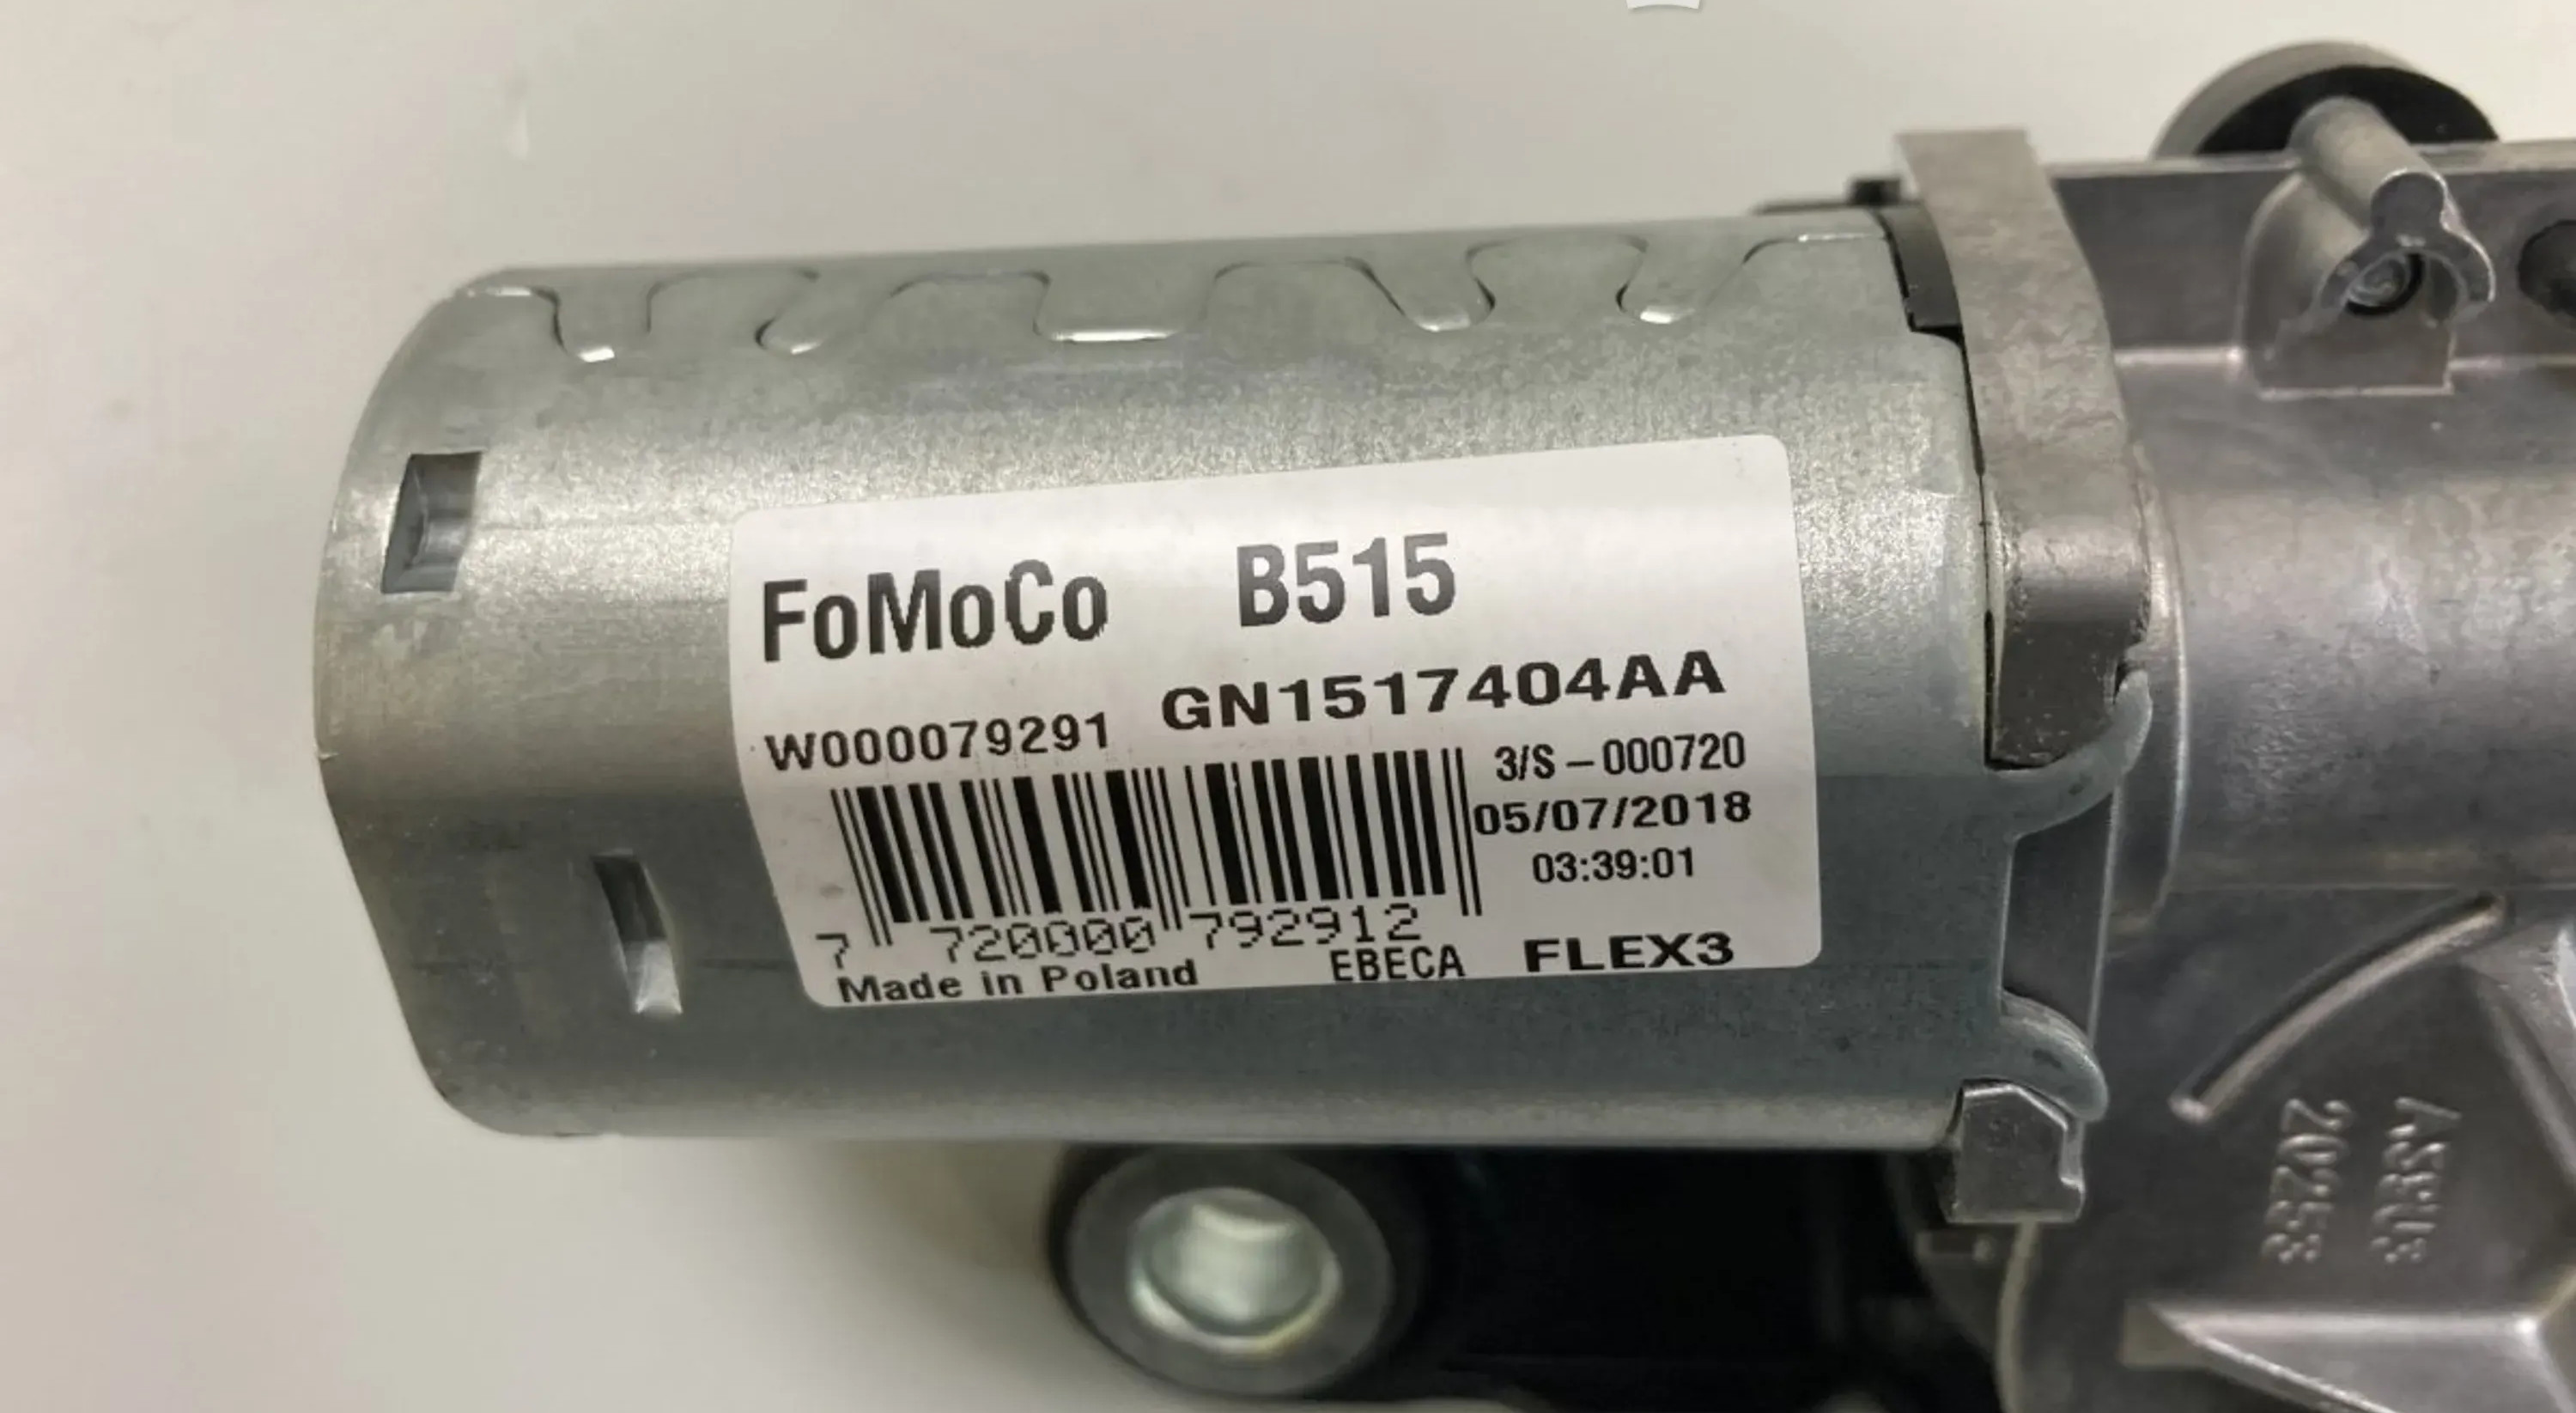 FoMoCo B515
W000079291 GN1517404AA
3/S – 000720
05/07/2018
03:39:01
7 720000 792912
Made in Poland EBECA FLEX3
20253